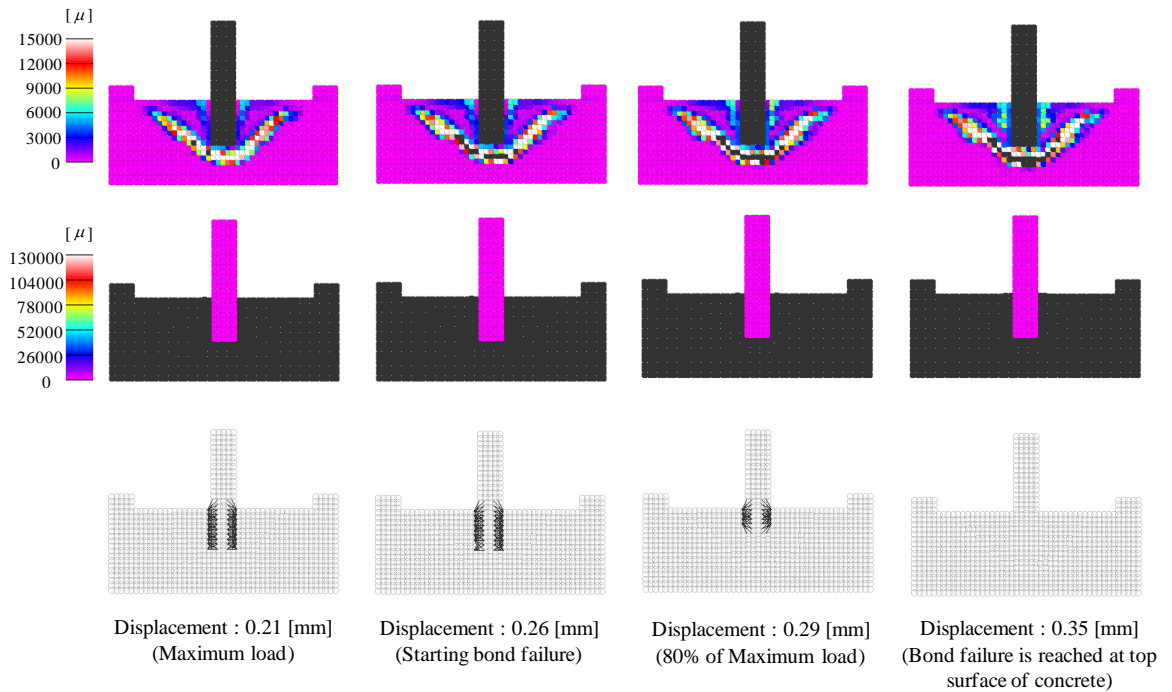 [μ]
15000
12000
9000
6000
3000
0
[μ]
130000
104000
78000
52000
26000
0
Displacement : 0.21 [mm]
(Maximum load)
Displacement : 0.26 [mm]
(Starting bond failure)
Displacement : 0.29 [mm]
(80% of Maximum load)
Displacement : 0.35 [mm]
(Bond failure is reached at top
surface of concrete)